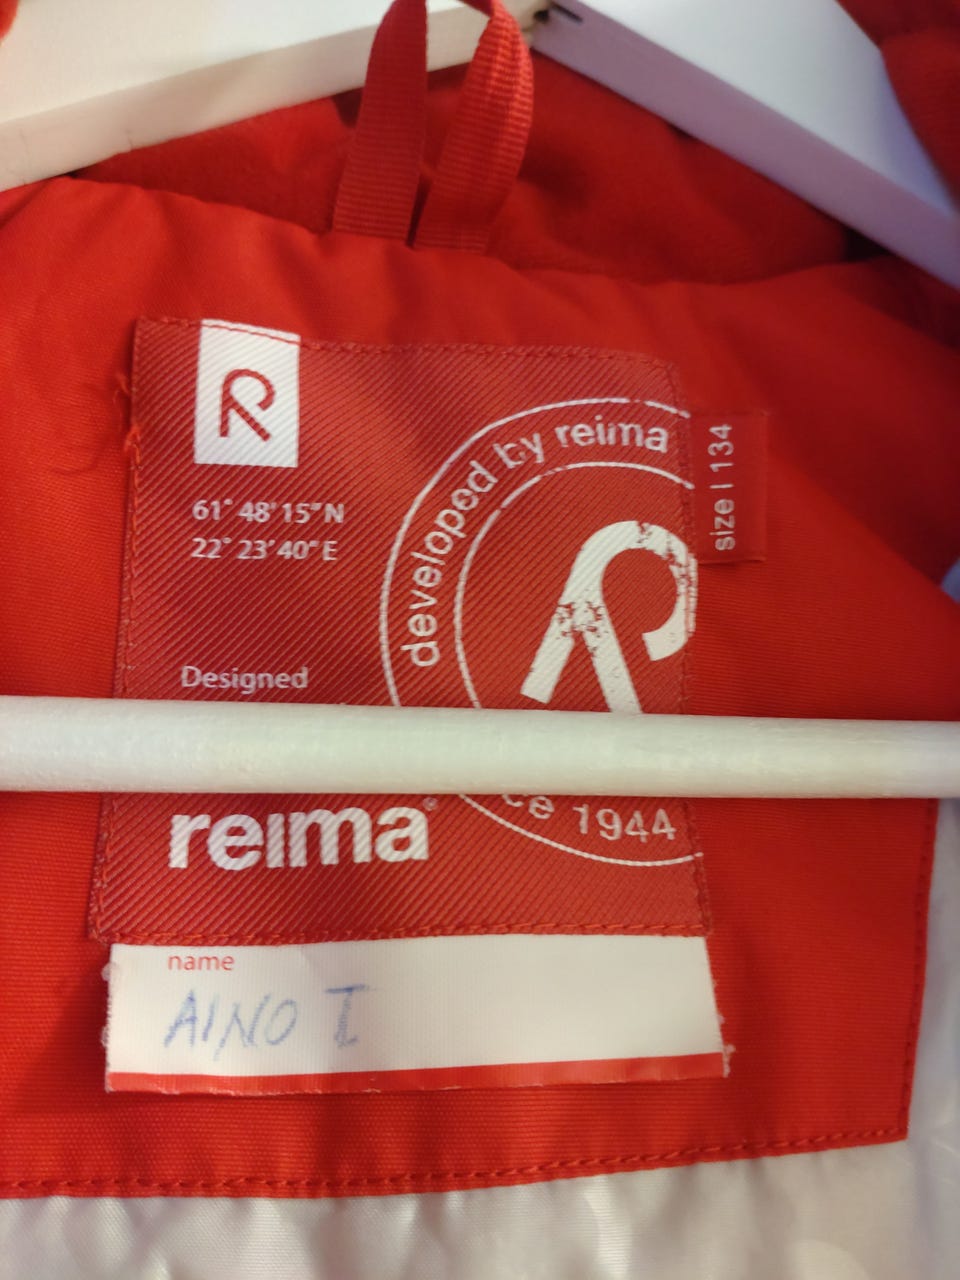 R
61° 48' 15" N
22° 23' 40" E
developed by reima
size | 134
Designed
reima®
ce 1944
name
AINO I